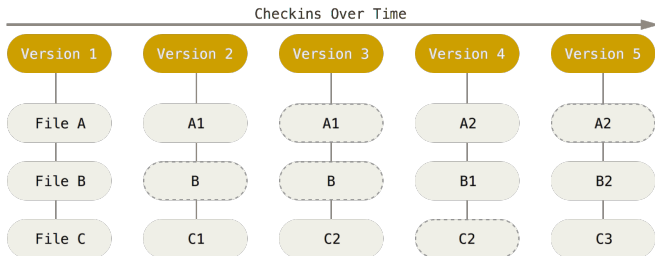 Checkins Over Time
Version 1 Version 2 Version 3 Version 4 Version 5
File A A1 A1 A2 A2
File B B B B1 B2
File C C1 C2 C2 C3